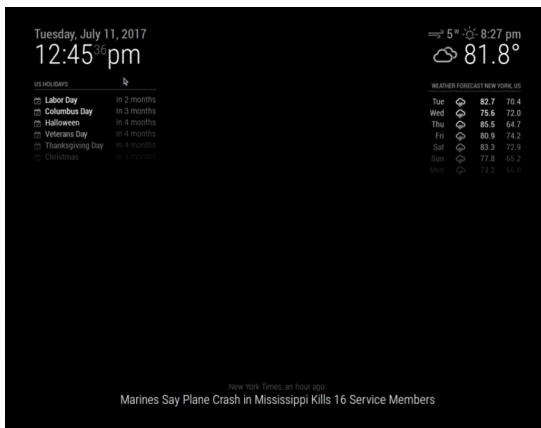 Tuesday, July 11, 2017
12:45 36 pm
US HOLIDAYS
Labor Day In 2 months
Columbus Day In 3 months
Halloween In 4 months
Veterans Day In 4 months
Thanksgiving Day In 4 months
Christmas
5 W 8:27 pm
81.8°
WEATHER FORECAST NEW YORK, US
Tue 82.7 70.4
Wed 75.6 72.0
Thu 85.5 64.7
Fri 80.9 74.2
Sat 83.3 72.9
Sun 77.8 65.2
Mon 73.2
New York Times, an hour ago:
Marines Say Plane Crash in Mississippi Kills 16 Service Members